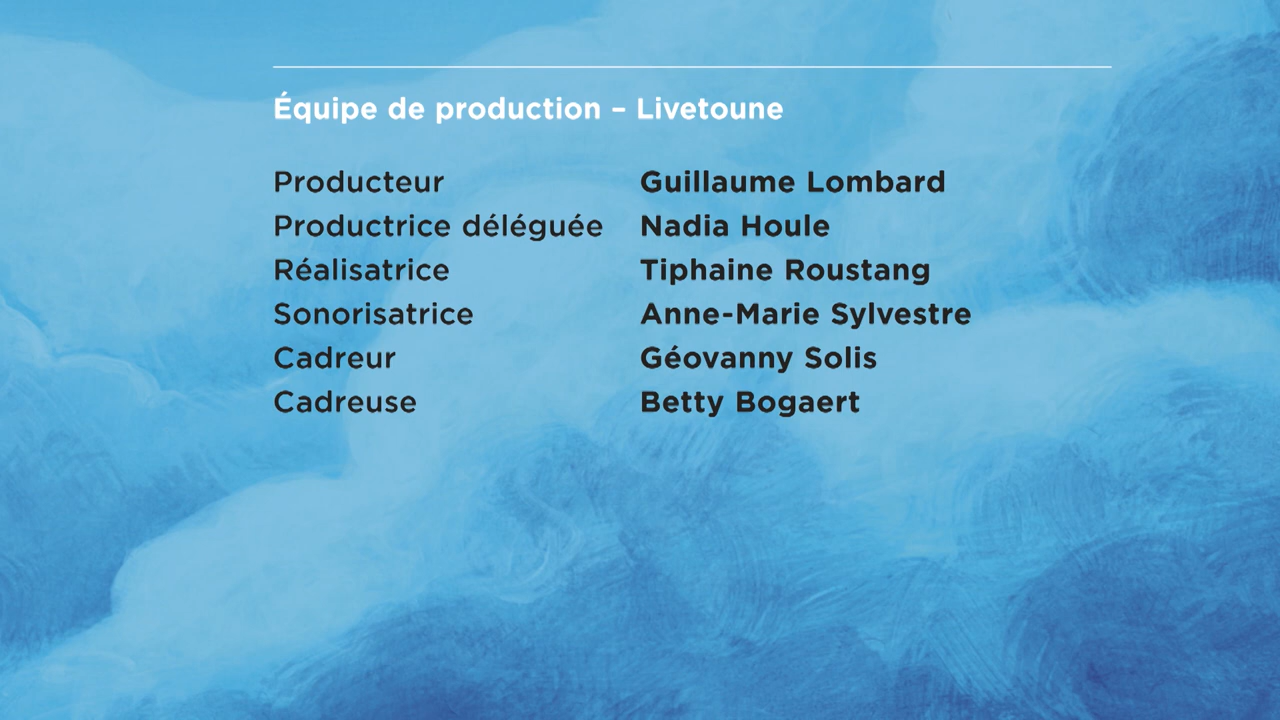 Équipe de production – Livetoune
Producteur Guillaume Lombard
Productrice déléguée Nadia Houle
Réalisatrice Tiphaine Roustang
Sonorisatrice Anne-Marie Sylvestre
Cadreur Géovanny Solis
Cadreuse Betty Bogaert